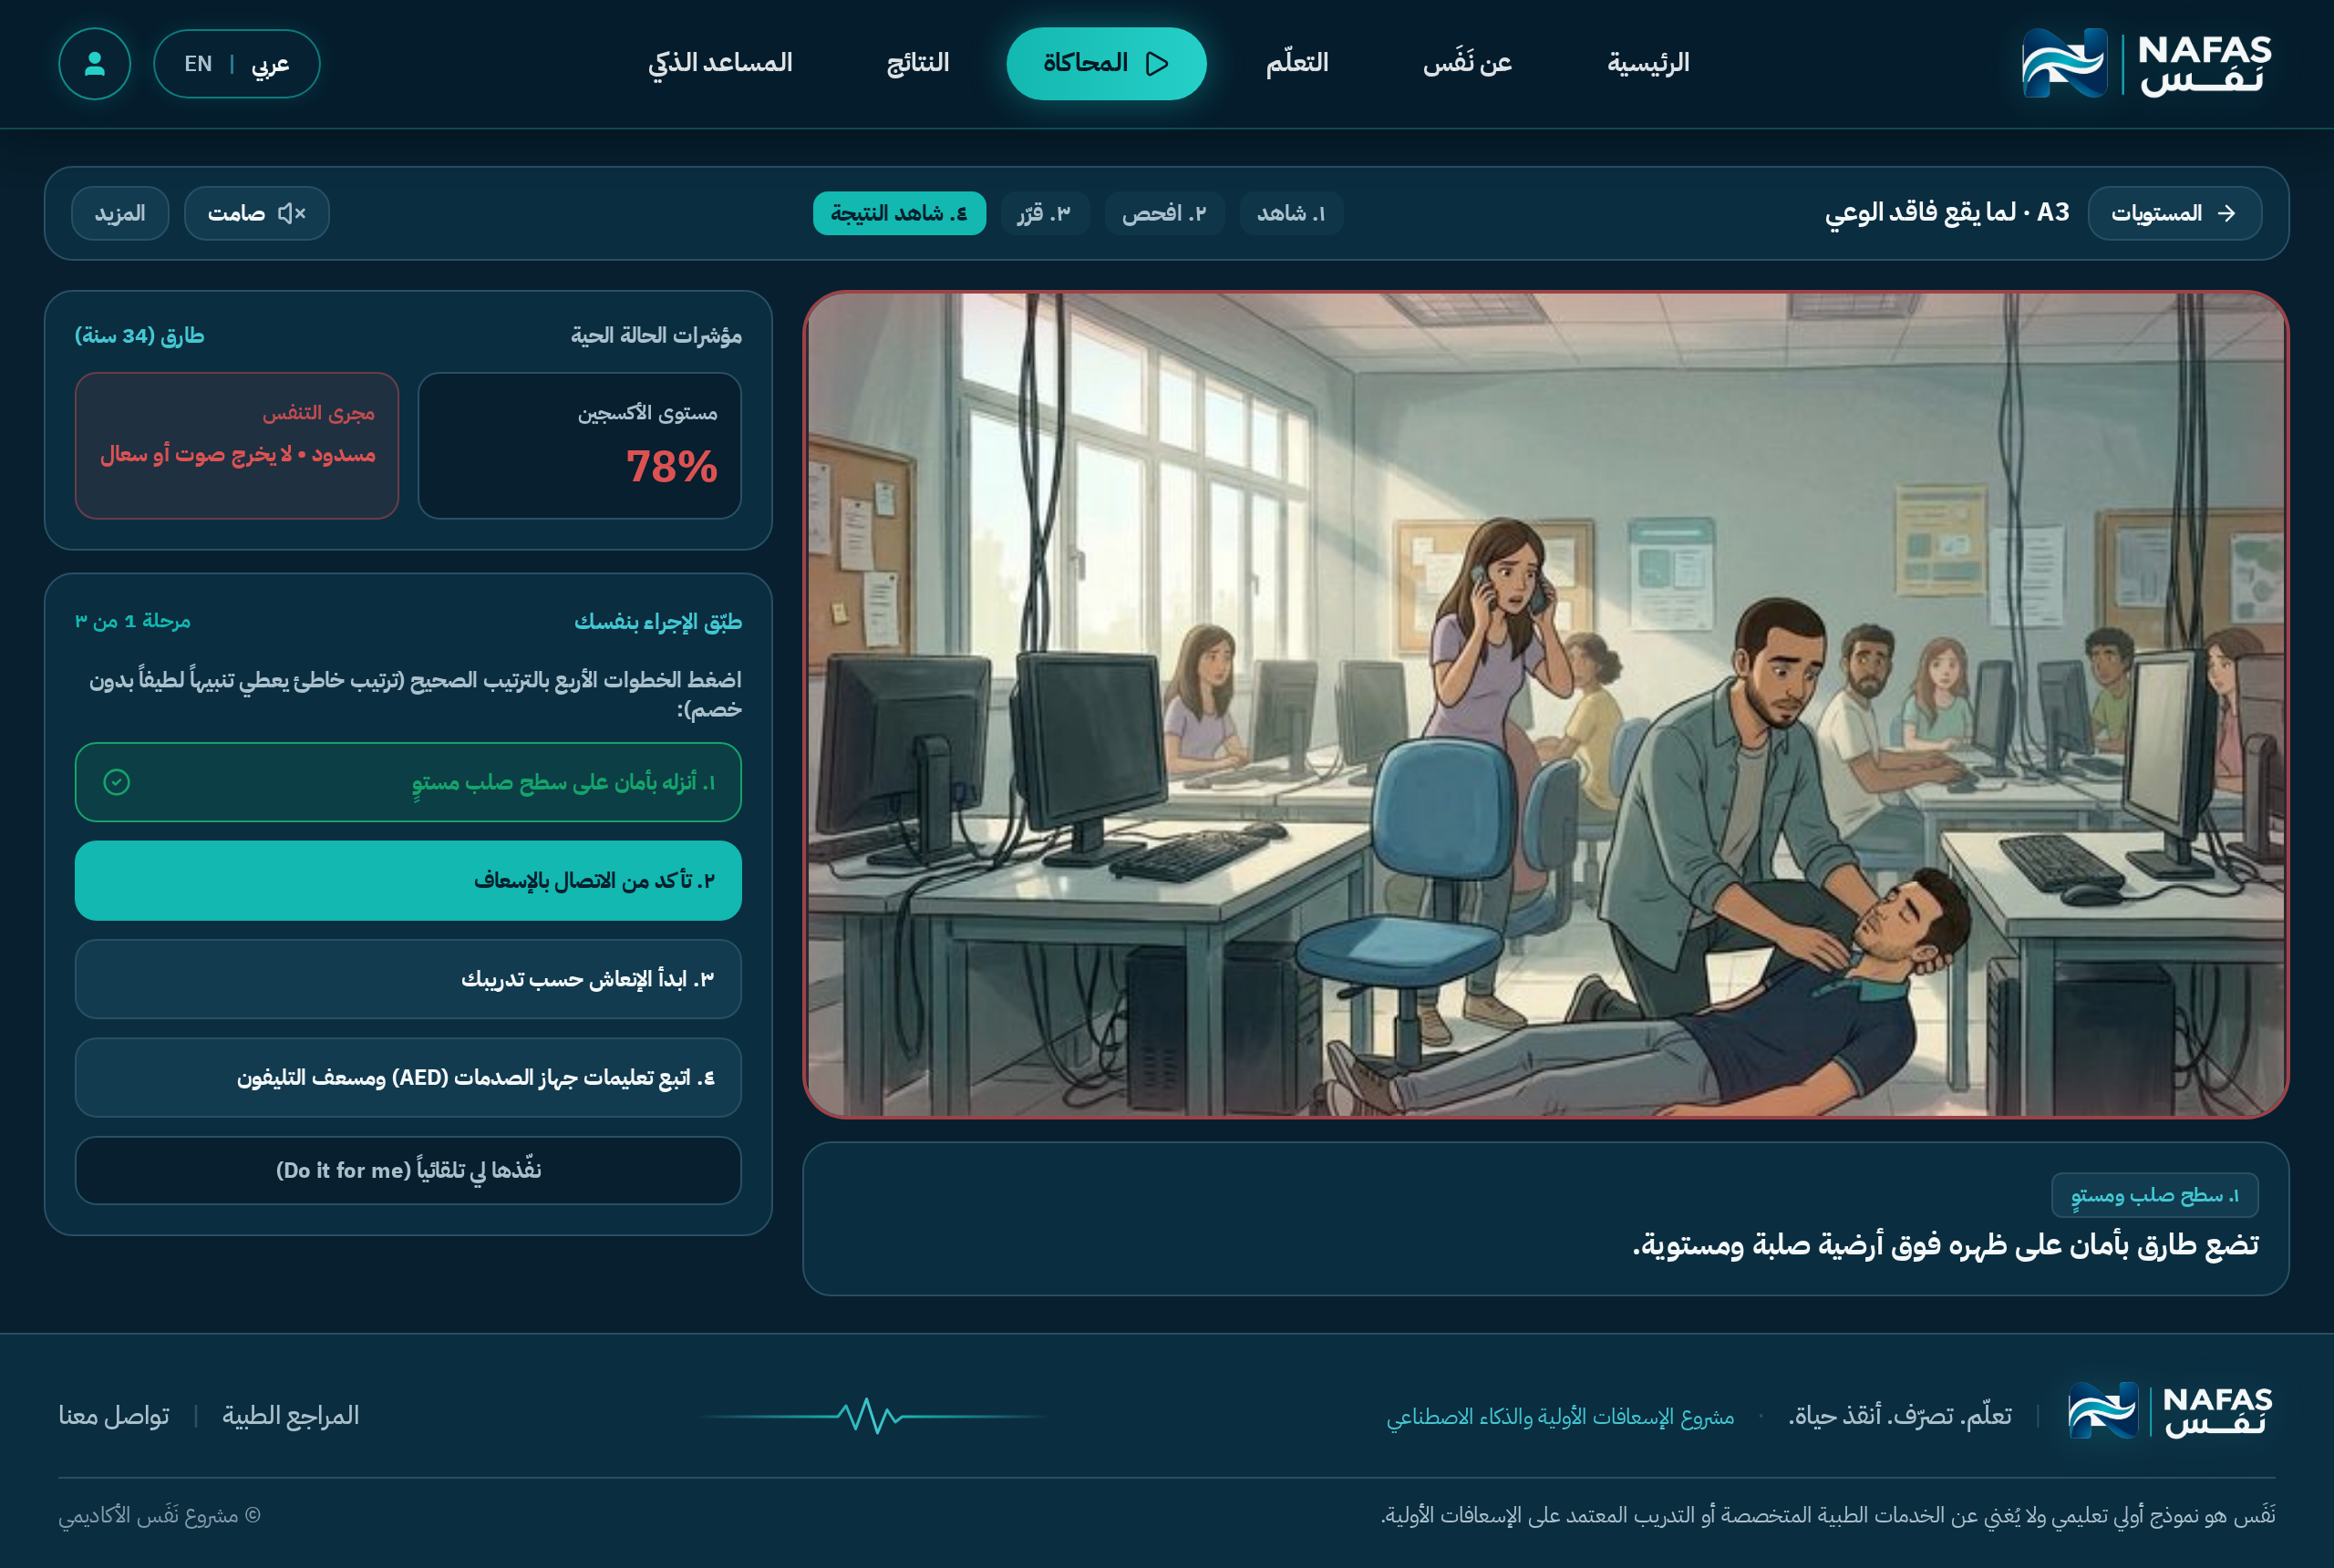 NAFAS
نَفَس
الرئيسية
عن نَفَس
التعلّم
المحاكاة
النتائج
المساعد الذكي
عربي | EN
المستويات
A3 · لما يقع فاقد الوعي
١. شاهد
٢. افحص
٣. قرّر
٤. شاهد النتيجة
صامت
المزيد
مؤشرات الحالة الحية
طارق (34 سنة)
مستوى الأكسجين
78%
مجرى التنفس
مسدود • لا يخرج صوت أو سعال
طبّق الإجراء بنفسك
مرحلة 1 من ٣
اضغط الخطوات الأربع بالترتيب الصحيح (ترتيب خاطئ يعطي تنبيهاً لطيفاً بدون
خصم):
١. أنزله بأمان على سطح صلب مستوٍ
٢. تأكد من الاتصال بالإسعاف
٣. ابدأ الإنعاش حسب تدريبك
٤. اتبع تعليمات جهاز الصدمات (AED) ومسعف التليفون
نفّذها لي تلقائياً (Do it for me)
١. سطح صلب ومستوٍ
تضع طارق بأمان على ظهره فوق أرضية صلبة ومستوية.
NAFAS
نَفَس
تعلّم. تصرّف. أنقذ حياة.
· مشروع الإسعافات الأولية والذكاء الاصطناعي
المراجع الطبية
تواصل معنا
نَفَس هو نموذج أولي تعليمي ولا يُغني عن الخدمات الطبية المتخصصة أو التدريب المعتمد على الإسعافات الأولية.
© مشروع نَفَس الأكاديمي